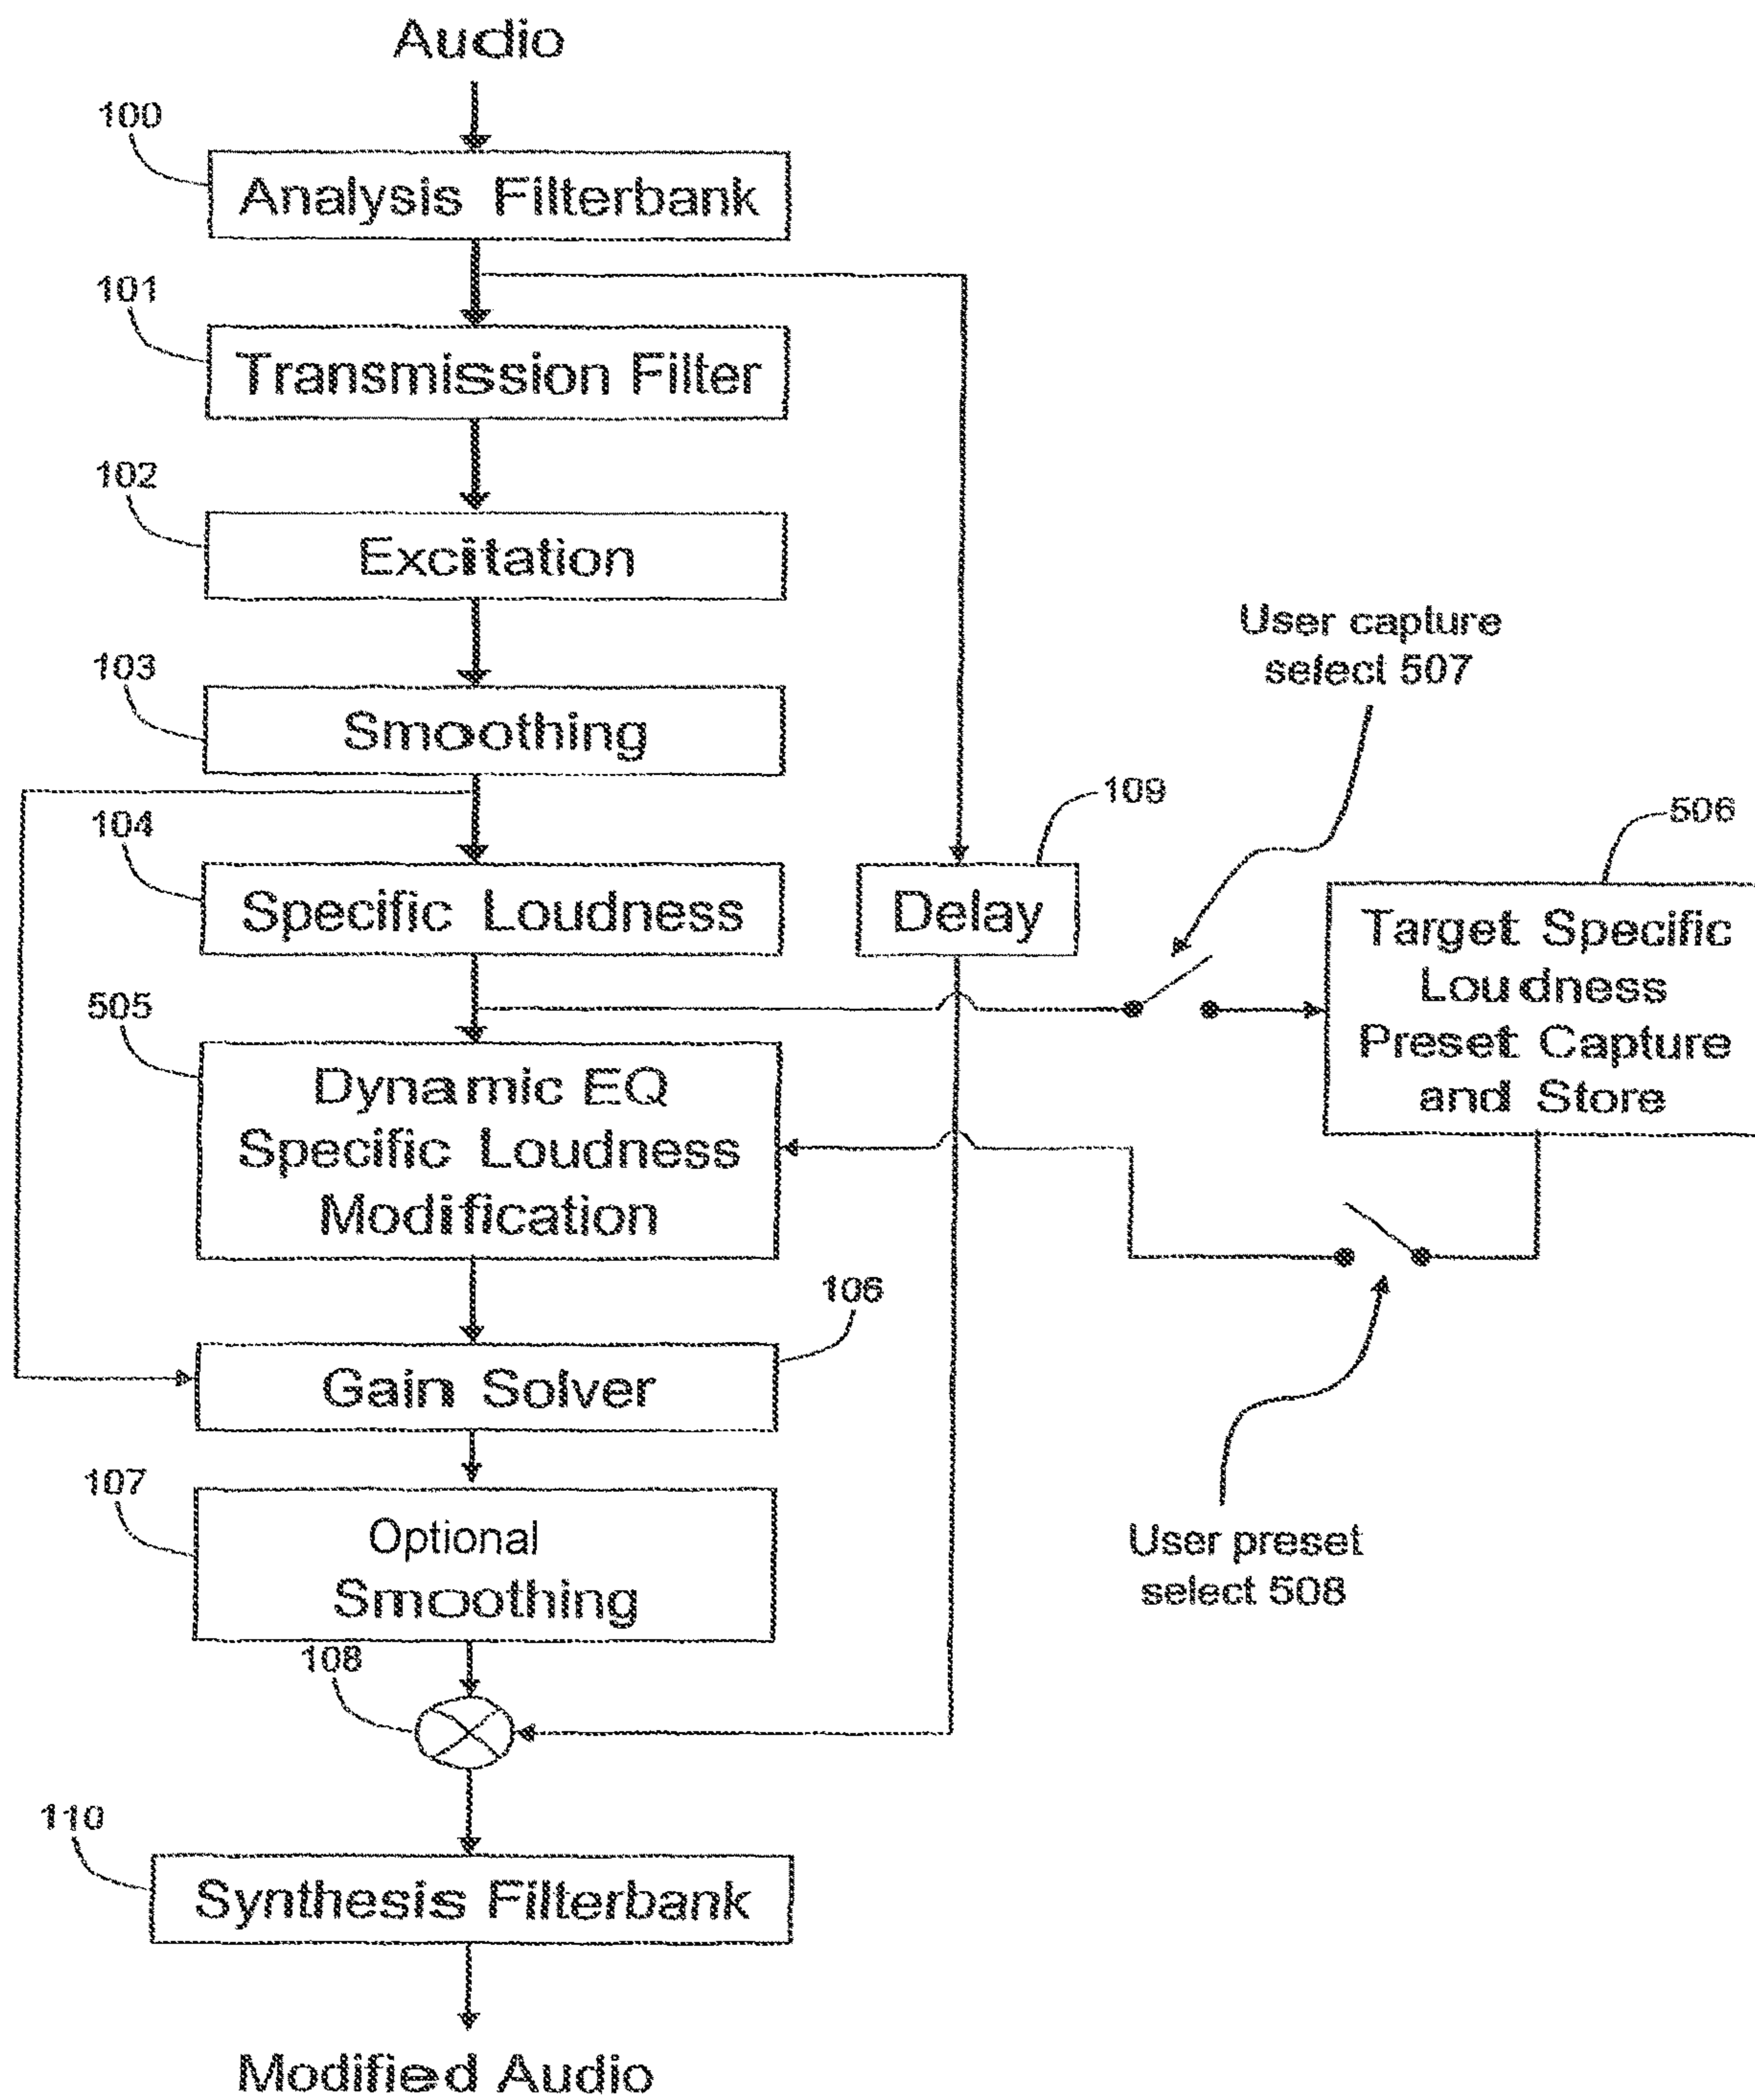 Audio
100
Analysis Filterbank
101
Transmission Filter
102
Excitation
User capture
select 507
103
Smoothing
109
506
104
Specific Loudness
Delay
Target Specific
Loudness
Preset Capture
and Store
505
Dynamic EQ
Specific Loudness
Modification
106
Gain Solver
107
Optional
Smoothing
User preset
select 508
108
110
Synthesis Filterbank
Modified Audio